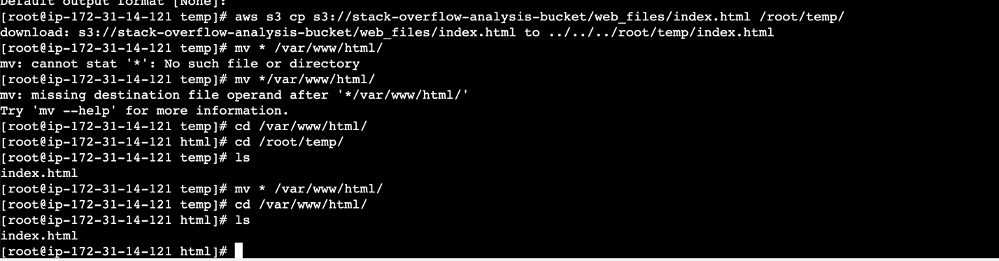 Default output format [None]:
[root@ip-172-31-14-121 temp]# aws s3 cp s3://stack-overflow-analysis-bucket/web_files/index.html /root/temp/
download: s3://stack-overflow-analysis-bucket/web_files/index.html to ../../../root/temp/index.html
[root@ip-172-31-14-121 temp]# mv * /var/www/html/
mv: cannot stat '*': No such file or directory
[root@ip-172-31-14-121 temp]# mv */var/www/html/
mv: missing destination file operand after '*/var/www/html/'
Try 'mv --help' for more information.
[root@ip-172-31-14-121 temp]# cd /var/www/html/
[root@ip-172-31-14-121 html]# cd /root/temp/
[root@ip-172-31-14-121 temp]# ls
index.html
[root@ip-172-31-14-121 temp]# mv * /var/www/html/
[root@ip-172-31-14-121 temp]# cd /var/www/html/
[root@ip-172-31-14-121 html]# ls
index.html
[root@ip-172-31-14-121 html]#